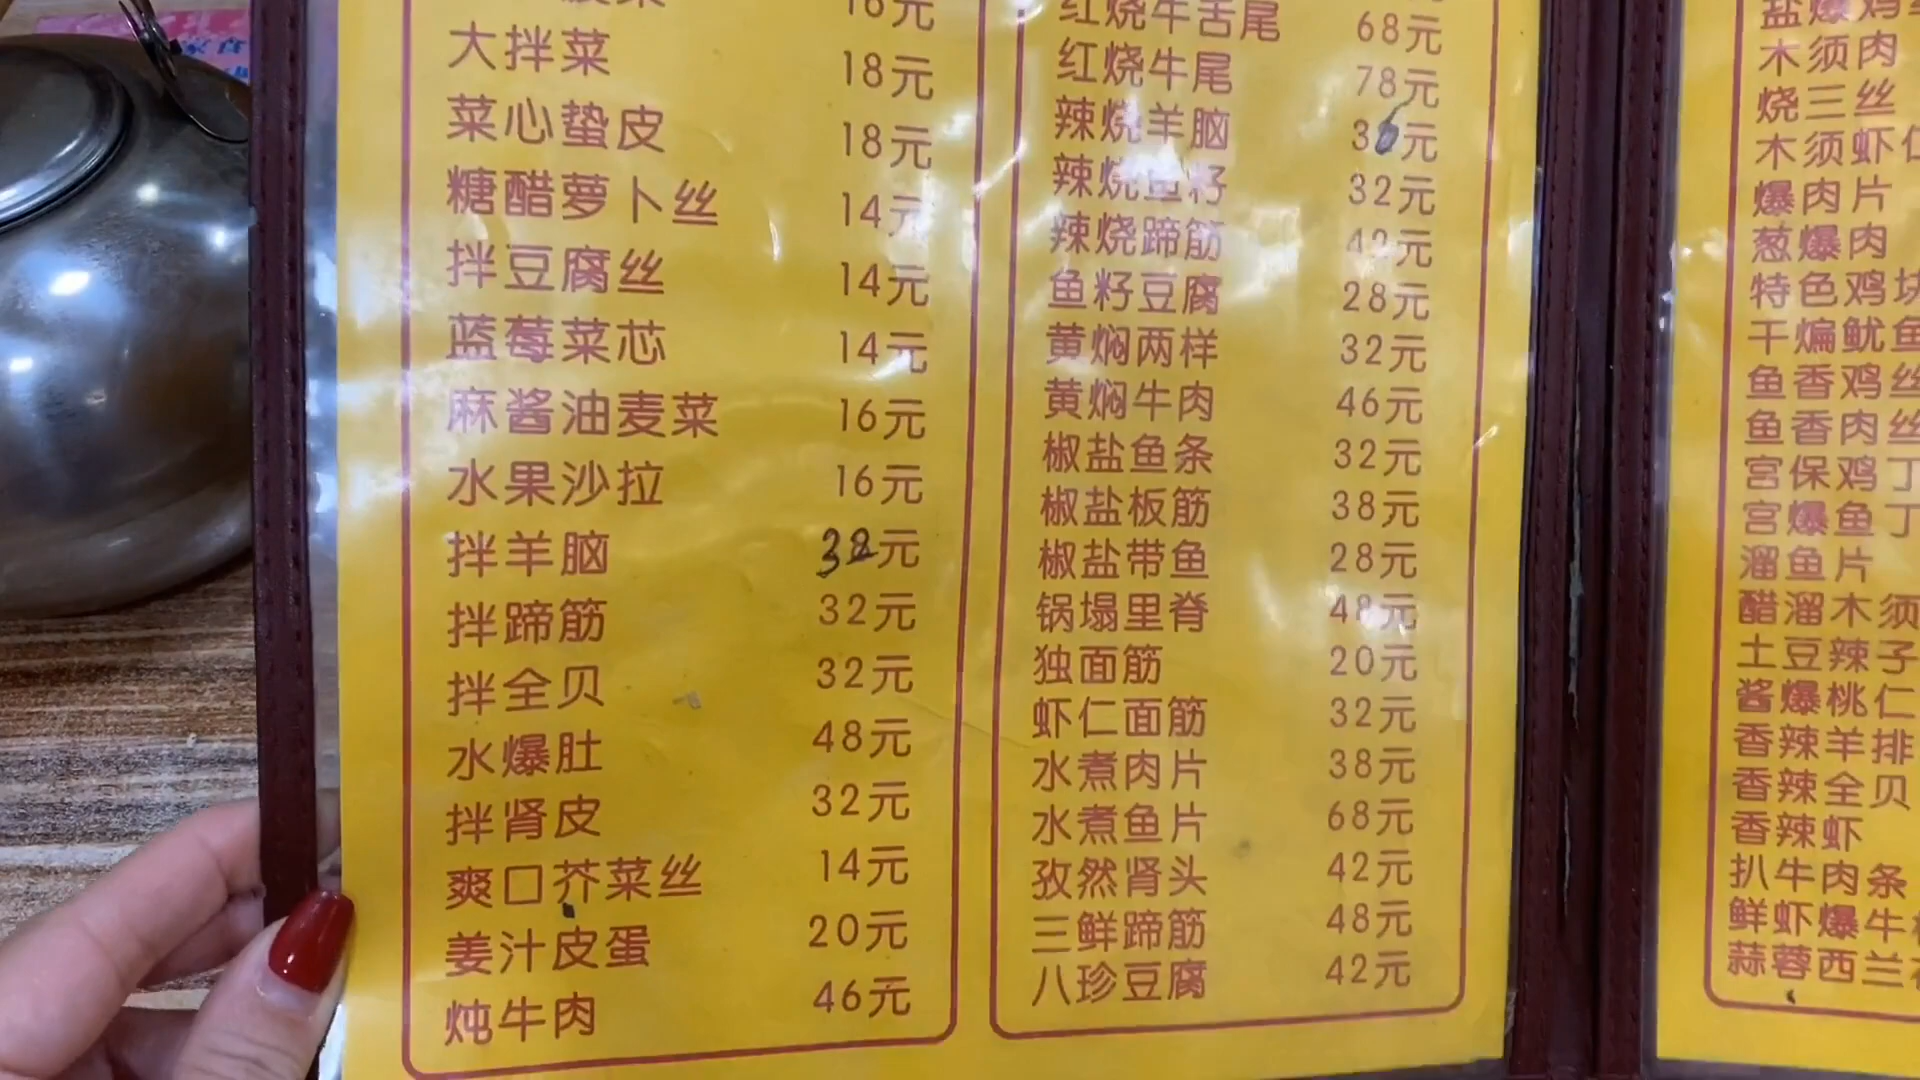 大拌菜 18元
菜心蛰皮 18元
糖醋萝卜丝 14元
拌豆腐丝 14元
蓝莓菜芯 14元
麻酱油麦菜 16元
水果沙拉 16元
拌羊脑 元
拌蹄筋 32元
拌全贝 32元
水爆肚 48元
拌肾皮 32元
爽口芥菜丝 14元
姜汁皮蛋 20元
炖牛肉 46元
红烧牛舌尾 68元
红烧牛尾 78元
辣烧羊脑 元
辣烧鱼籽 32元
辣烧蹄筋 42元
鱼籽豆腐 28元
黄焖两样 32元
黄焖牛肉 46元
椒盐鱼条 32元
椒盐板筋 38元
椒盐带鱼 28元
锅塌里脊 48元
独面筋 20元
虾仁面筋 32元
水煮肉片 38元
水煮鱼片 68元
孜然肾头 42元
三鲜蹄筋 48元
八珍豆腐 42元
盐爆鸡
木须肉
烧三丝
木须虾仁
爆肉片
葱爆肉
特色鸡块
干煸鱿鱼
鱼香鸡丝
鱼香肉丝
宫保鸡丁
宫爆鱼丁
溜鱼片
醋溜木须
土豆辣子
酱爆桃仁
香辣羊排
香辣全贝
香辣虾
扒牛肉条
鲜虾爆牛
蒜蓉西兰花